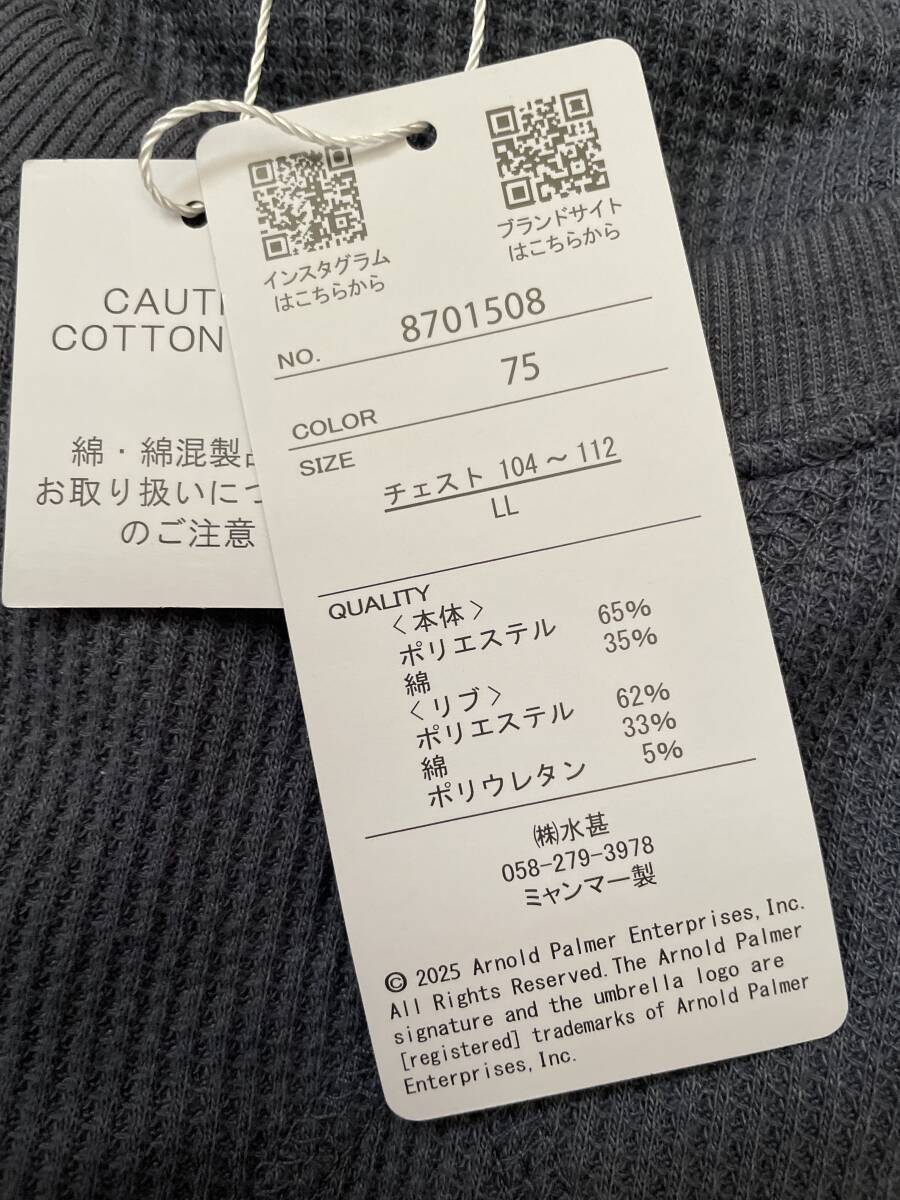 インスタグラム
はこちらから
ブランドサイト
はこちらから
NO. 8701508
COLOR 75
SIZE
チェスト 104～112
LL
QUALITY
〈本体〉
ポリエステル 65%
綿 35%
〈リブ〉
ポリエステル 62%
綿 33%
ポリウレタン 5%
㈱水甚
058-279-3978
ミャンマー製
© 2025 Arnold Palmer Enterprises, Inc.
All Rights Reserved. The Arnold Palmer
signature and the umbrella logo are
[registered] trademarks of Arnold Palmer
Enterprises, Inc.
CAUTI
COTTON
綿・綿混製品
お取り扱いにつ
のご注意